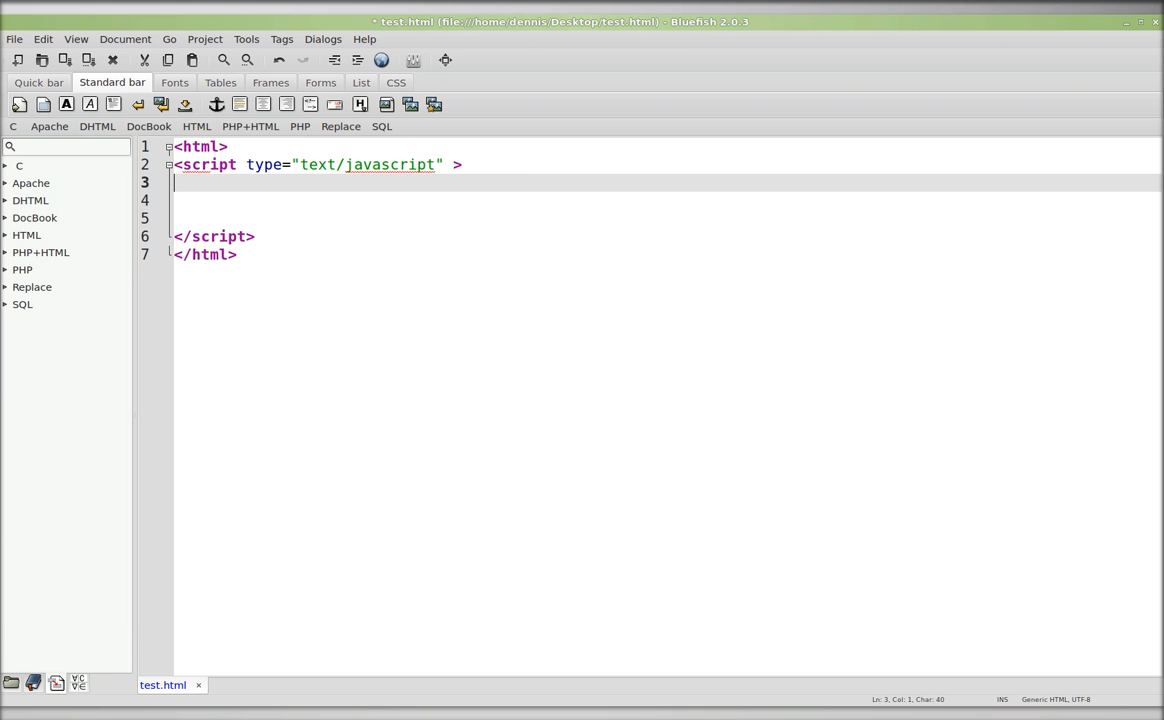 * test.html (file:///home/dennis/Desktop/test.html) - Bluefish 2.0.3
File Edit View Document Go Project Tools Tags Dialogs Help
Quick bar Standard bar Fonts Tables Frames Forms List CSS
C Apache DHTML DocBook HTML PHP+HTML PHP Replace SQL
C
Apache
DHTML
DocBook
HTML
PHP+HTML
PHP
Replace
SQL
1 <html>
2 <script type="text/javascript" >
3
4
5
6 </script>
7 </html>
test.html ×
Ln: 3, Col: 1, Char: 40 INS Generic HTML, UTF-8